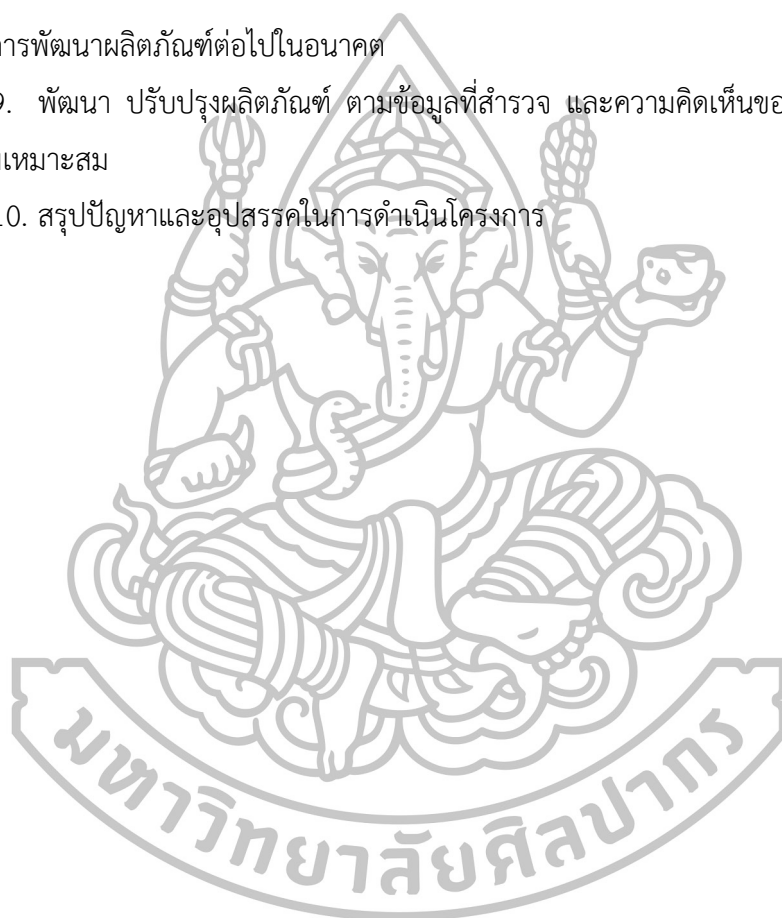 การพัฒนาผลิตภัณฑ์ต่อไปในอนาคต
9. พัฒนา ปรับปรุงผลิตภัณฑ์ ตามข้อมูลที่สำรวจ และความคิดเห็นขอ
เหมาะสม
10. สรุปปัญหาและอุปสรรคในการดำเนินโครงการ
มหาวิทยาลัยศิลปากร